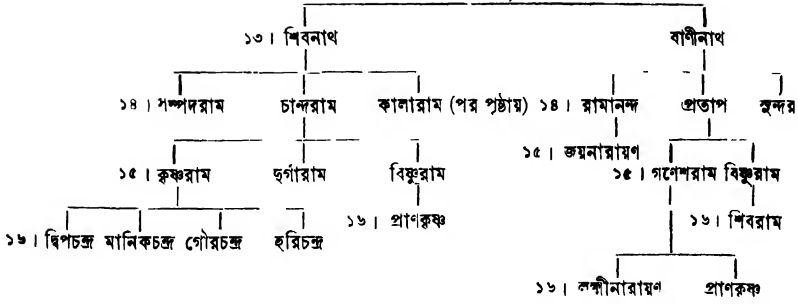 ১৩। শিবনাথ বাণীনাথ
১৪। সম্পদরাম চান্দরাম কালারাম (পর পৃষ্ঠায়) ১৪। রামানন্দ প্রতাপ সুন্দর
১৫। জয়নারায়ণ
১৫। কৃষ্ণরাম দুর্গারাম বিষ্ণুরাম ১৫। গণেশরাম বিষ্ণুরাম
১৬। প্রাণকৃষ্ণ ১৬। শিবরাম
১৬। দ্বিপচন্দ্র মানিকচন্দ্র গৌরচন্দ্র হরিচন্দ্র
১৬। লক্ষ্মীনারায়ণ প্রাণকৃষ্ণ